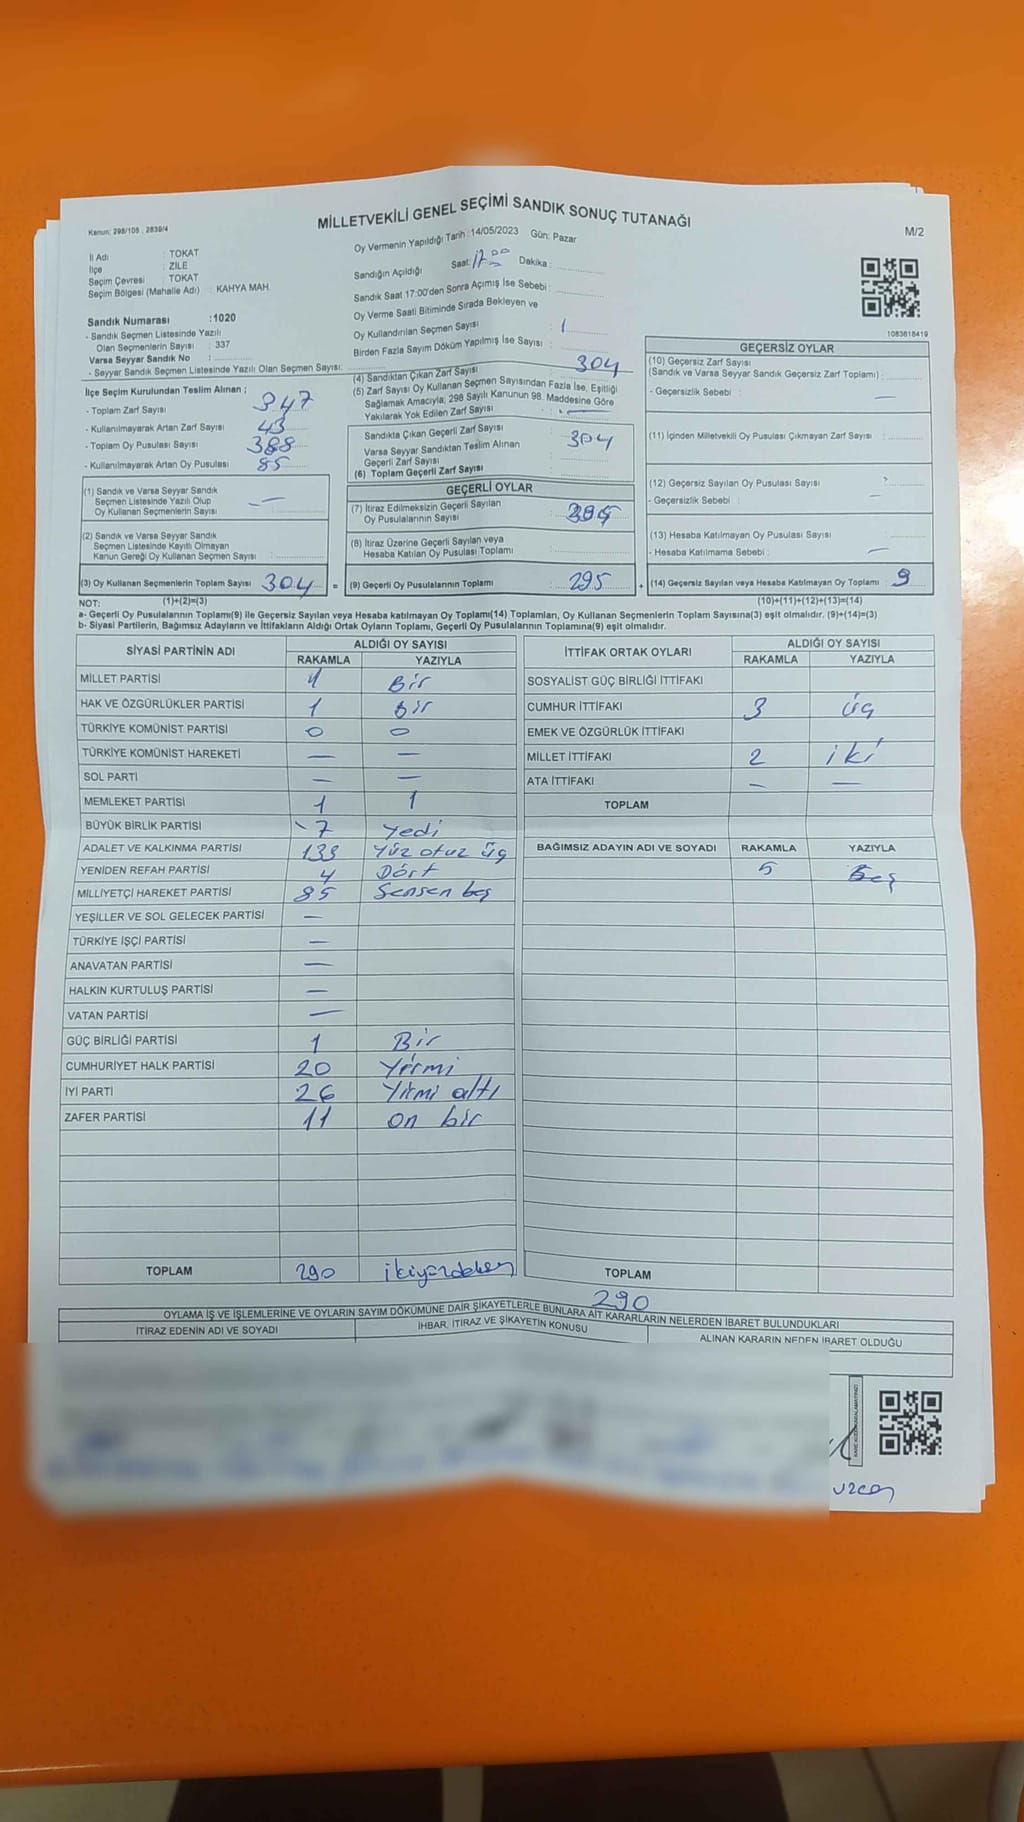 Kanun: 298/105 , 2839/4
MİLLETVEKİLİ GENEL SEÇİMİ SANDIK SONUÇ TUTANAĞI
M/2
İl Adı : TOKAT
İlçe : ZİLE
Seçim Çevresi : TOKAT
Seçim Bölgesi (Mahalle Adı) : KAHYA MAH.
Sandık Numarası :1020
- Sandık Seçmen Listesinde Yazılı
Olan Seçmenlerin Sayısı : 337
Varsa Seyyar Sandık No :
- Seyyar Sandık Seçmen Listesinde Yazılı Olan Seçmen Sayısı:
Oy Vermenin Yapıldığı Tarih :14/05/2023 Gün: Pazar
Sandığın Açıldığı Saat: 17 00 Dakika :
Sandık Saat 17:00'den Sonra Açımış İse Sebebi :
Oy Verme Saati Bitiminde Sırada Bekleyen ve
Oy Kullandırılan Seçmen Sayısı : 1
Birden Fazla Sayım Döküm Yapılmış İse Sayısı :
1083618419
İlçe Seçim Kurulundan Teslim Alınan ;
- Toplam Zarf Sayısı : 347
- Kullanılmayarak Artan Zarf Sayısı : 43
- Toplam Oy Pusulası Sayısı : 388
- Kullanılmayarak Artan Oy Pusulası : 85
(4) Sandıktan Çıkan Zarf Sayısı : 304
(5) Zarf Sayısı Oy Kullanan Seçmen Sayısından Fazla İse, Eşitliği
Sağlamak Amacıyla; 298 Sayılı Kanunun 98. Maddesine Göre
Yakılarak Yok Edilen Zarf Sayısı : —
Sandıkta Çıkan Geçerli Zarf Sayısı : 304
Varsa Seyyar Sandıktan Teslim Alınan
Geçerli Zarf Sayısı
(6) Toplam Geçerli Zarf Sayısı
GEÇERSİZ OYLAR
(10) Geçersiz Zarf Sayısı
(Sandık ve Varsa Seyyar Sandık Geçersiz Zarf Toplamı) :
- Geçersizlik Sebebi : —
(11) İçinden Milletvekili Oy Pusulası Çıkmayan Zarf Sayısı :
(12) Geçersiz Sayılan Oy Pusulası Sayısı :
- Geçersizlik Sebebi : —
(13) Hesaba Katılmayan Oy Pusulası Sayısı :
- Hesaba Katılmama Sebebi : —
(1) Sandık ve Varsa Seyyar Sandık
Seçmen Listesinde Yazılı Olup
Oy Kullanan Seçmenlerin Sayısı : —
(2) Sandık ve Varsa Seyyar Sandık
Seçmen Listesinde Kayıtlı Olmayan
Kanun Gereği Oy Kullanan Seçmen Sayısı :
GEÇERLİ OYLAR
(7) İtiraz Edilmeksizin Geçerli Sayılan
Oy Pusulalarının Sayısı : 295
(8) İtiraz Üzerine Geçerli Sayılan veya
Hesaba Katılan Oy Pusulası Toplamı :
(3) Oy Kullanan Seçmenlerin Toplam Sayısı : 304 = (9) Geçerli Oy Pusulalarının Toplamı : 295 + (14) Geçersiz Sayılan veya Hesaba Katılmayan Oy Toplamı : 9
NOT: (1)+(2)=(3) (10)+(11)+(12)+(13)=(14)
a- Geçerli Oy Pusulalarının Toplamı(9) ile Geçersiz Sayılan veya Hesaba katılmayan Oy Toplamı(14) Toplamları, Oy Kullanan Seçmenlerin Toplam Sayısına(3) eşit olmalıdır. (9)+(14)=(3)
b- Siyasi Partilerin, Bağımsız Adayların ve İttifakların Aldığı Ortak Oyların Toplamı, Geçerli Oy Pusulalarının Toplamına(9) eşit olmalıdır.
SİYASİ PARTİNİN ADI ALDIĞI OY SAYISI
RAKAMLA YAZIYLA
MİLLET PARTİSİ 1 Bir
HAK VE ÖZGÜRLÜKLER PARTİSİ 1 Bir
TÜRKİYE KOMÜNİST PARTİSİ 0 0
TÜRKİYE KOMÜNİST HAREKETİ — —
SOL PARTİ — —
MEMLEKET PARTİSİ 1 1
BÜYÜK BİRLİK PARTİSİ 7 yedi
ADALET VE KALKINMA PARTİSİ 133 Yüz otuz üç
YENİDEN REFAH PARTİSİ 4 Dört
MİLLİYETÇİ HAREKET PARTİSİ 85 Sensen beş
YEŞİLLER VE SOL GELECEK PARTİSİ —
TÜRKİYE İŞÇİ PARTİSİ —
ANAVATAN PARTİSİ —
HALKIN KURTULUŞ PARTİSİ —
VATAN PARTİSİ —
GÜÇ BİRLİĞİ PARTİSİ 1 Bir
CUMHURİYET HALK PARTİSİ 20 Yirmi
İYİ PARTİ 26 Yirmi altı
ZAFER PARTİSİ 11 on bir
TOPLAM 290
İTTİFAK ORTAK OYLARI ALDIĞI OY SAYISI
RAKAMLA YAZIYLA
SOSYALİST GÜÇ BİRLİĞİ İTTİFAKI
CUMHUR İTTİFAKI 3 üç
EMEK VE ÖZGÜRLÜK İTTİFAKI
MİLLET İTTİFAKI 2 iki
ATA İTTİFAKI — —
TOPLAM
BAĞIMSIZ ADAYIN ADI VE SOYADI RAKAMLA YAZIYLA
5 Beş
TOPLAM
290
OYLAMA İŞ VE İŞLEMLERİNE VE OYLARIN SAYIM DÖKÜMÜNE DAİR ŞİKAYETLERLE BUNLARA AİT KARARLARIN NELERDEN İBARET BULUNDUKLARI
İTİRAZ EDENİN ADI VE SOYADI İHBAR, İTİRAZ VE ŞİKAYETİN KONUSU ALINAN KARARIN NEDEN İBARET OLDUĞU